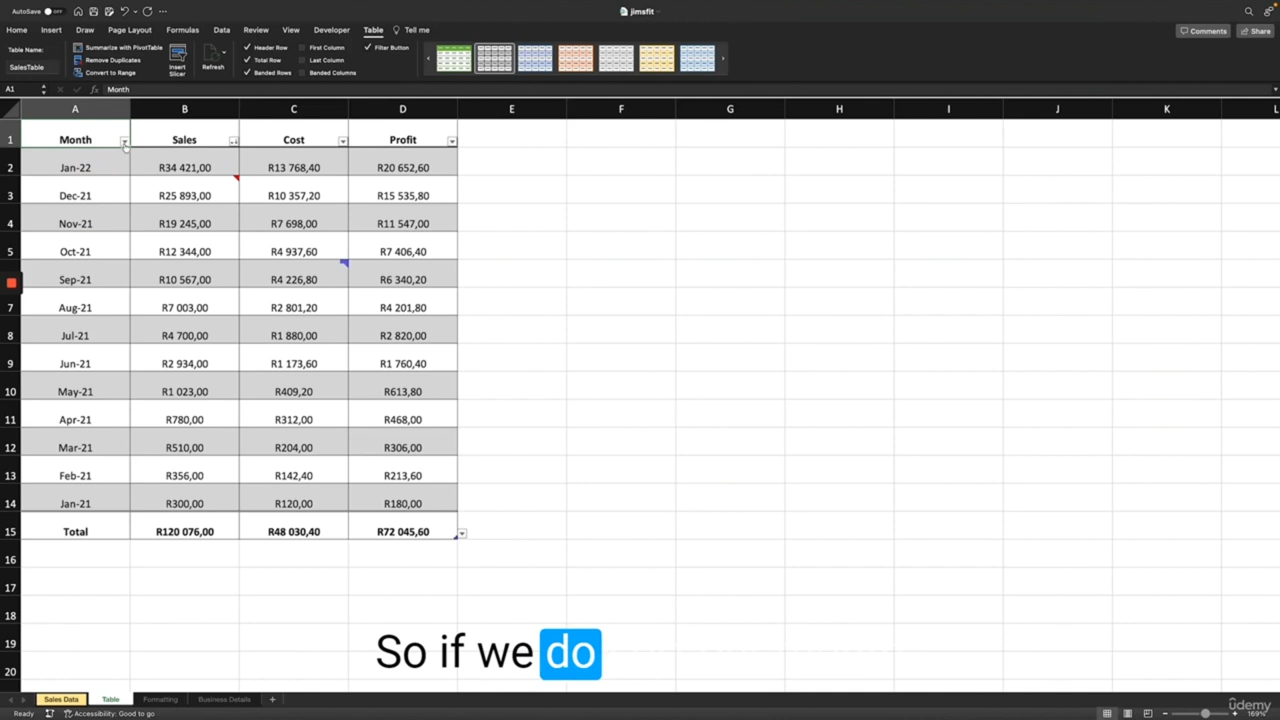 AutoSave OFF
jimsfit
Home Insert Draw Page Layout Formulas Data Review View Developer Table Tell me
Comments Share
Table Name:
SalesTable
Summarize with PivotTable
Remove Duplicates
Convert to Range
Insert Slicer
Refresh
Header Row First Column Filter Button
Total Row Last Column
Banded Rows Banded Columns
A1 fx Month
A B C D E F G H I J K L
1 Month Sales Cost Profit
2 Jan-22 R34 421,00 R13 768,40 R20 652,60
3 Dec-21 R25 893,00 R10 357,20 R15 535,80
4 Nov-21 R19 245,00 R7 698,00 R11 547,00
5 Oct-21 R12 344,00 R4 937,60 R7 406,40
Sep-21 R10 567,00 R4 226,80 R6 340,20
7 Aug-21 R7 003,00 R2 801,20 R4 201,80
8 Jul-21 R4 700,00 R1 880,00 R2 820,00
9 Jun-21 R2 934,00 R1 173,60 R1 760,40
10 May-21 R1 023,00 R409,20 R613,80
11 Apr-21 R780,00 R312,00 R468,00
12 Mar-21 R510,00 R204,00 R306,00
13 Feb-21 R356,00 R142,40 R213,60
14 Jan-21 R300,00 R120,00 R180,00
15 Total R120 076,00 R48 030,40 R72 045,60
16
17
18
19
20
So if we do
Sales Data Table Formatting Business Details +
Ready Accessibility: Good to go
169%
udemy